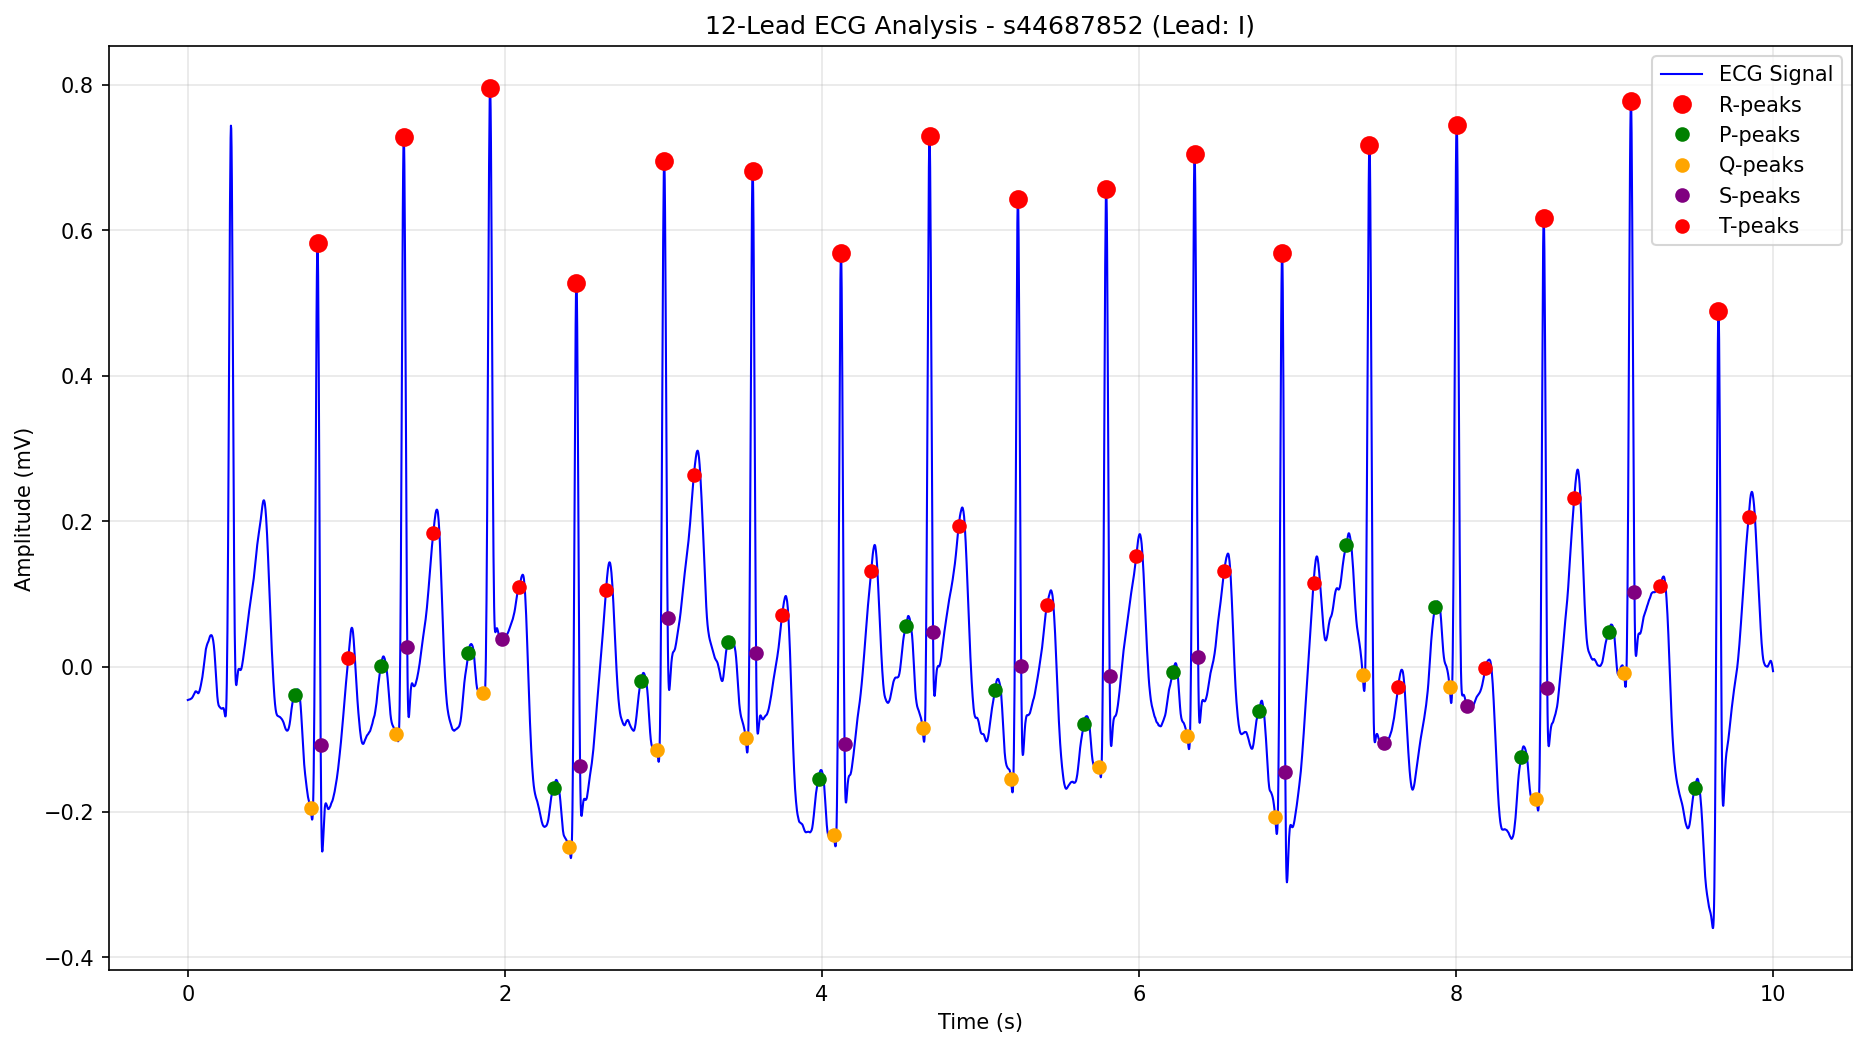 12-Lead ECG Analysis - s44687852 (Lead: I)
ECG Signal
R-peaks
P-peaks
Q-peaks
S-peaks
T-peaks
Amplitude (mV)
0.8
0.6
0.4
0.2
0.0
−0.2
−0.4
0 2 4 6 8 10
Time (s)